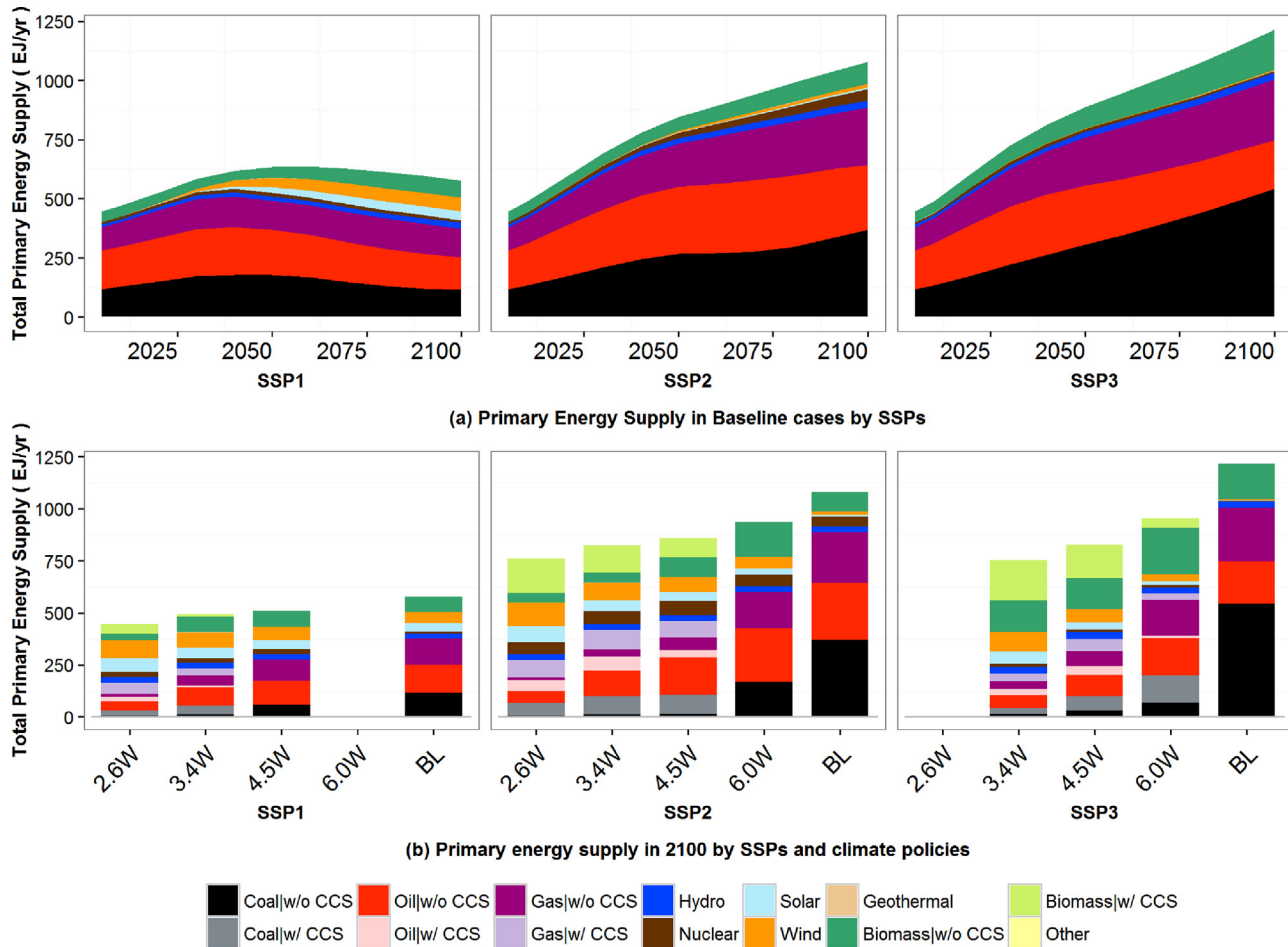 Total Primary Energy Supply ( EJ/yr )
1250
1000
750
500
250
0
2025 2050 2075 2100
SSP1
2025 2050 2075 2100
SSP2
2025 2050 2075 2100
SSP3
(a) Primary Energy Supply in Baseline cases by SSPs
Total Primary Energy Supply ( EJ/yr )
1250
1000
750
500
250
0
2.6W 3.4W 4.5W 6.0W BL
SSP1
2.6W 3.4W 4.5W 6.0W BL
SSP2
2.6W 3.4W 4.5W 6.0W BL
SSP3
(b) Primary energy supply in 2100 by SSPs and climate policies
Coal|w/o CCS Oil|w/o CCS Gas|w/o CCS Hydro Solar Geothermal Biomass|w/ CCS
Coal|w/ CCS Oil|w/ CCS Gas|w/ CCS Nuclear Wind Biomass|w/o CCS Other